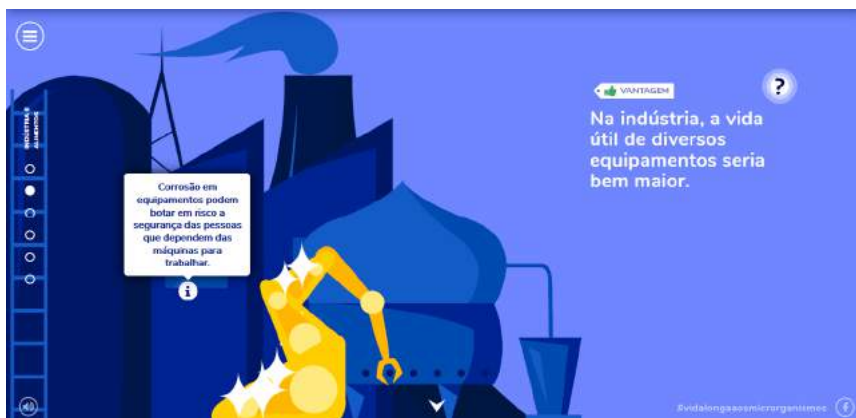 INDÚSTRIA E
ALIMENTOS
Corrosão em
equipamentos podem
botar em risco a
segurança das pessoas
que dependem das
máquinas para
trabalhar.
i
VANTAGEM
?
Na indústria, a vida
útil de diversos
equipamentos seria
bem maior.
#vidalongaaosmicrorganismos
f